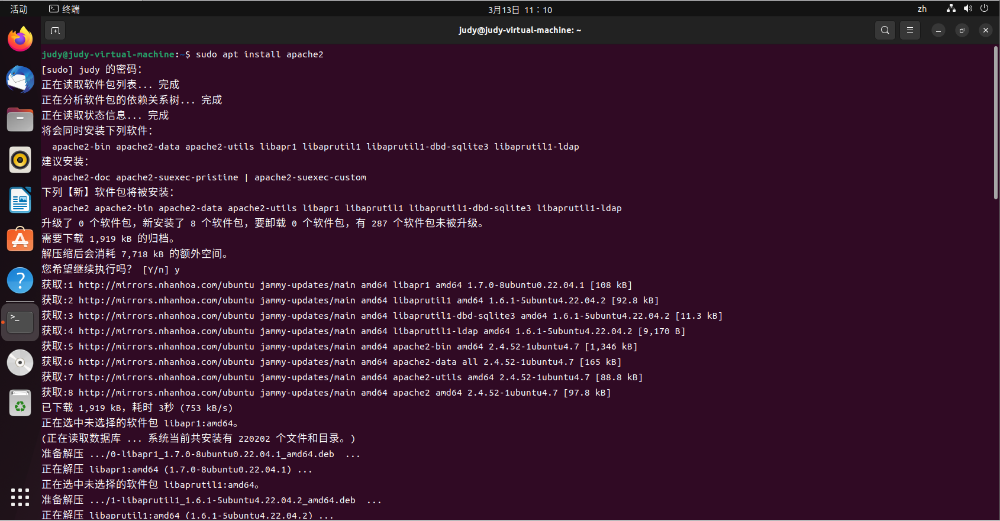 活动 终端 3月13日 11：10 zh
judy@judy-virtual-machine: ~
judy@judy-virtual-machine:~$ sudo apt install apache2
[sudo] judy 的密码：
正在读取软件包列表... 完成
正在分析软件包的依赖关系树... 完成
正在读取状态信息... 完成
将会同时安装下列软件：
  apache2-bin apache2-data apache2-utils libapr1 libaprutil1 libaprutil1-dbd-sqlite3 libaprutil1-ldap
建议安装：
  apache2-doc apache2-suexec-pristine | apache2-suexec-custom
下列【新】软件包将被安装：
  apache2 apache2-bin apache2-data apache2-utils libapr1 libaprutil1 libaprutil1-dbd-sqlite3 libaprutil1-ldap
升级了 0 个软件包，新安装了 8 个软件包，要卸载 0 个软件包，有 287 个软件包未被升级。
需要下载 1,919 kB 的归档。
解压缩后会消耗 7,718 kB 的额外空间。
您希望继续执行吗？ [Y/n] y
获取:1 http://mirrors.nhanhoa.com/ubuntu jammy-updates/main amd64 libapr1 amd64 1.7.0-8ubuntu0.22.04.1 [108 kB]
获取:2 http://mirrors.nhanhoa.com/ubuntu jammy-updates/main amd64 libaprutil1 amd64 1.6.1-5ubuntu4.22.04.2 [92.8 kB]
获取:3 http://mirrors.nhanhoa.com/ubuntu jammy-updates/main amd64 libaprutil1-dbd-sqlite3 amd64 1.6.1-5ubuntu4.22.04.2 [11.3 kB]
获取:4 http://mirrors.nhanhoa.com/ubuntu jammy-updates/main amd64 libaprutil1-ldap amd64 1.6.1-5ubuntu4.22.04.2 [9,170 B]
获取:5 http://mirrors.nhanhoa.com/ubuntu jammy-updates/main amd64 apache2-bin amd64 2.4.52-1ubuntu4.7 [1,346 kB]
获取:6 http://mirrors.nhanhoa.com/ubuntu jammy-updates/main amd64 apache2-data all 2.4.52-1ubuntu4.7 [165 kB]
获取:7 http://mirrors.nhanhoa.com/ubuntu jammy-updates/main amd64 apache2-utils amd64 2.4.52-1ubuntu4.7 [88.8 kB]
获取:8 http://mirrors.nhanhoa.com/ubuntu jammy-updates/main amd64 apache2 amd64 2.4.52-1ubuntu4.7 [97.8 kB]
已下载 1,919 kB，耗时 3秒 (753 kB/s)
正在选中未选择的软件包 libapr1:amd64。
(正在读取数据库 ... 系统当前共安装有 220202 个文件和目录。)
准备解压 .../0-libapr1_1.7.0-8ubuntu0.22.04.1_amd64.deb  ...
正在解压 libapr1:amd64 (1.7.0-8ubuntu0.22.04.1) ...
正在选中未选择的软件包 libaprutil1:amd64。
准备解压 .../1-libaprutil1_1.6.1-5ubuntu4.22.04.2_amd64.deb  ...
正在解压 libaprutil1:amd64 (1.6.1-5ubuntu4.22.04.2) ...